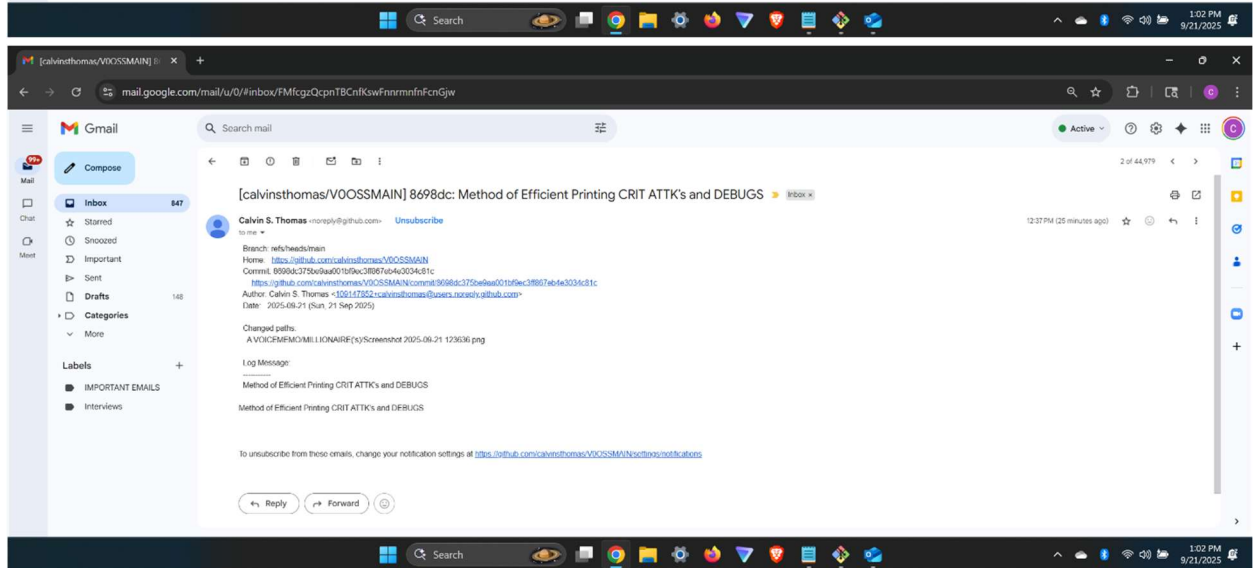 Search
1:02 PM
9/21/2025
[calvinsthomas/V0OSSMAIN] 8
mail.google.com/mail/u/0/#inbox/FMfcgzQcpnTBCnfKswFnnrmnfnFcnGjw
C
Gmail
Search mail
Active
C
99+
Mail
Compose
2 of 44,979
Chat
Meet
Inbox 847
Starred
Snoozed
Important
Sent
Drafts 148
Categories
More
Labels
IMPORTANT EMAILS
Interviews
[calvinsthomas/V0OSSMAIN] 8698dc: Method of Efficient Printing CRIT ATTK's and DEBUGS Inbox x
Calvin S. Thomas <noreply@github.com> Unsubscribe
12:37 PM (25 minutes ago)
to me
Branch: refs/heads/main
Home: https://github.com/calvinsthomas/V0OSSMAIN
Commit: 8698dc375be9aa001bf9ec3ff867eb4e3034c81c
https://github.com/calvinsthomas/V0OSSMAIN/commit/8698dc375be9aa001bf9ec3ff867eb4e3034c81c
Author: Calvin S. Thomas <109147852+calvinsthomas@users.noreply.github.com>
Date: 2025-09-21 (Sun, 21 Sep 2025)
Changed paths:
A VOICEMEMO/MILLIONAIRE('s)/Screenshot 2025-09-21 123636.png
Log Message:
-----------
Method of Efficient Printing CRIT ATTK's and DEBUGS
Method of Efficient Printing CRIT ATTK's and DEBUGS
To unsubscribe from these emails, change your notification settings at https://github.com/calvinsthomas/V0OSSMAIN/settings/notifications
Reply
Forward
Search
1:02 PM
9/21/2025